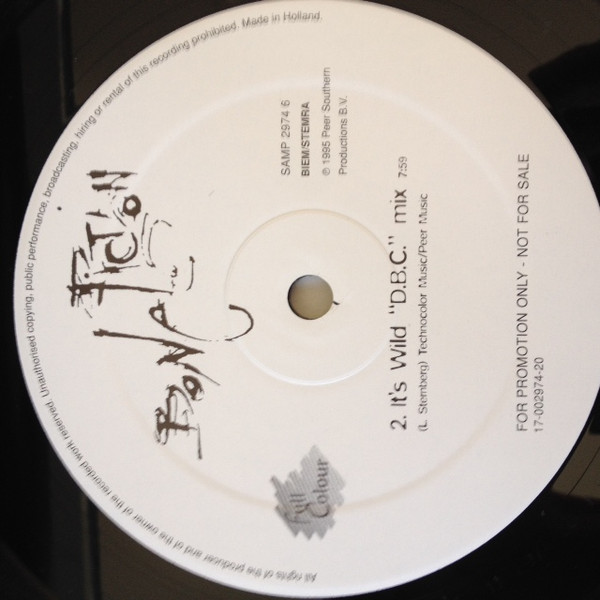 BONA FICTION
SAMP 2974 6
BIEM/STEMRA
℗ 1995 Peer Southern
Productions B.V.
Full
Colour
2. It's Wild "D.B.C." mix 7:59
(L. Sternberg) Technocolor Music/Peer Music
FOR PROMOTION ONLY - NOT FOR SALE
17-002974-20
All rights of the producer and of the owner of the recorded work reserved. Unauthorised copying, public performance, broadcasting, hiring or rental of this recording prohibited. Made in Holland.